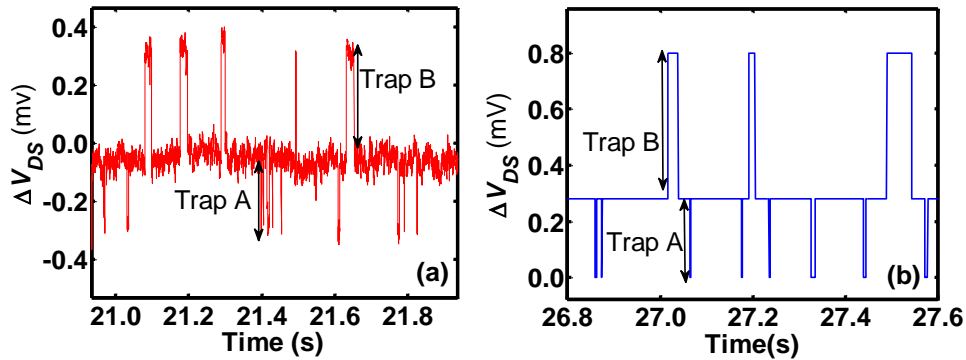 ΔV_DS (mv)
0.4
0.2
0.0
-0.2
-0.4
Trap B
Trap A
(a)
21.0 21.2 21.4 21.6 21.8
Time (s)
ΔV_DS (mV)
0.8
0.6
0.4
0.2
0.0
Trap B
Trap A
(b)
26.8 27.0 27.2 27.4 27.6
Time(s)